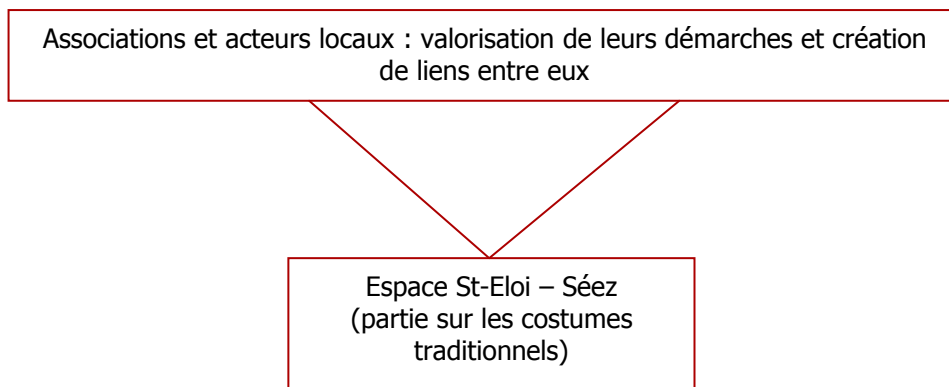 Associations et acteurs locaux : valorisation de leurs démarches et création
de liens entre eux
Espace St-Eloi – Séez
(partie sur les costumes
traditionnels)